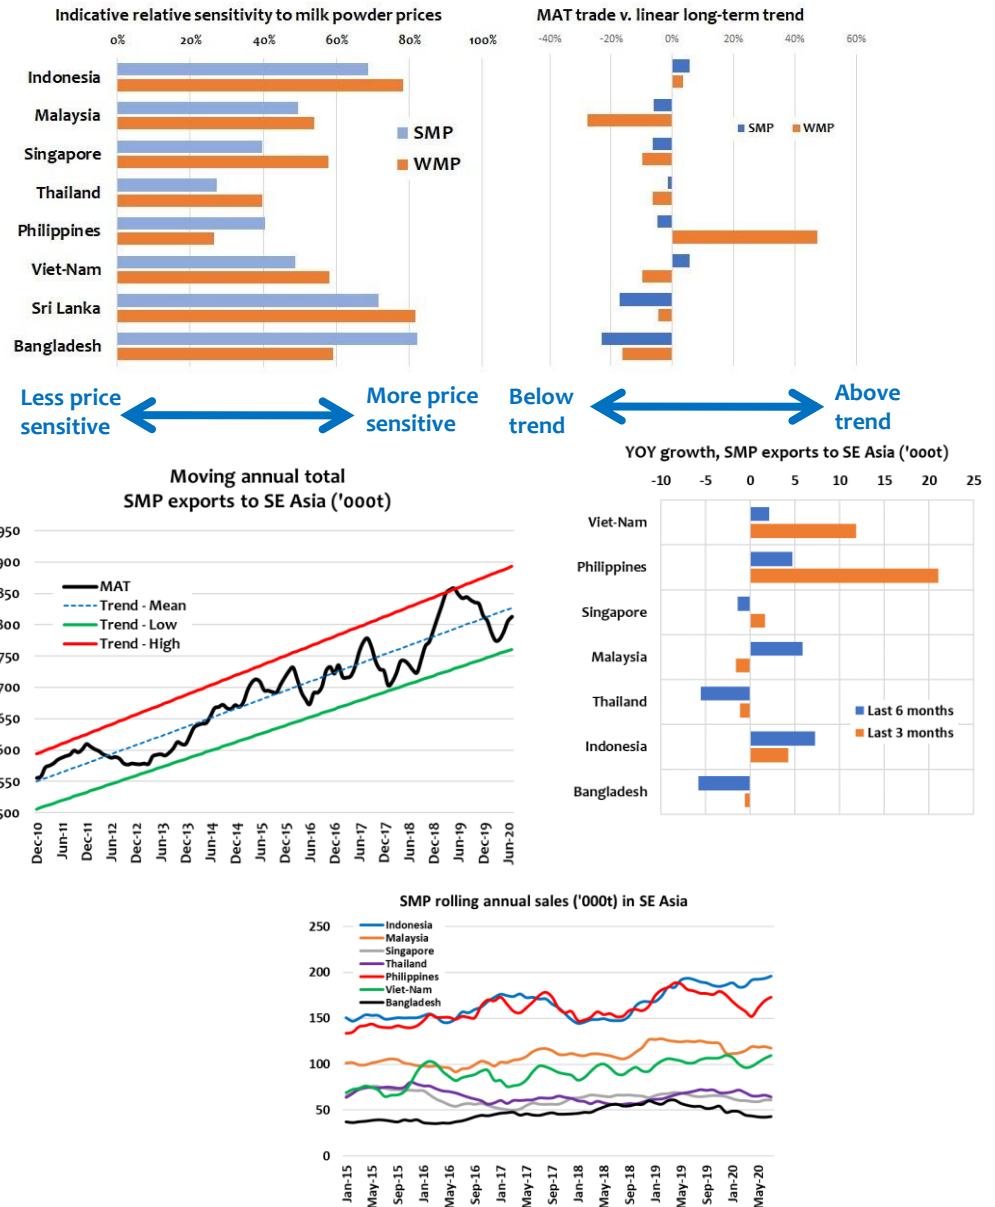 Indicative relative sensitivity to milk powder prices
0% 20% 40% 60% 80% 100%
Indonesia
Malaysia
Singapore
Thailand
Philippines
Viet-Nam
Sri Lanka
Bangladesh
SMP
WMP
MAT trade v. linear long-term trend
-40% -20% 0% 20% 40% 60%
SMP WMP
Less price
sensitive
More price
sensitive
Below
trend
Above
trend
Moving annual total
SMP exports to SE Asia ('000t)
950
900
850
800
750
700
650
600
550
500
MAT
Trend - Mean
Trend - Low
Trend - High
Dec-10 Jun-11 Dec-11 Jun-12 Dec-12 Jun-13 Dec-13 Jun-14 Dec-14 Jun-15 Dec-15 Jun-16 Dec-16 Jun-17 Dec-17 Jun-18 Dec-18 Jun-19 Dec-19 Jun-20
YOY growth, SMP exports to SE Asia ('000t)
-10 -5 0 5 10 15 20 25
Viet-Nam
Philippines
Singapore
Malaysia
Thailand
Indonesia
Bangladesh
Last 6 months
Last 3 months
SMP rolling annual sales ('000t) in SE Asia
250
200
150
100
50
0
Indonesia
Malaysia
Singapore
Thailand
Philippines
Viet-Nam
Bangladesh
Jan-15 May-15 Sep-15 Jan-16 May-16 Sep-16 Jan-17 May-17 Sep-17 Jan-18 May-18 Sep-18 Jan-19 May-19 Sep-19 Jan-20 May-20